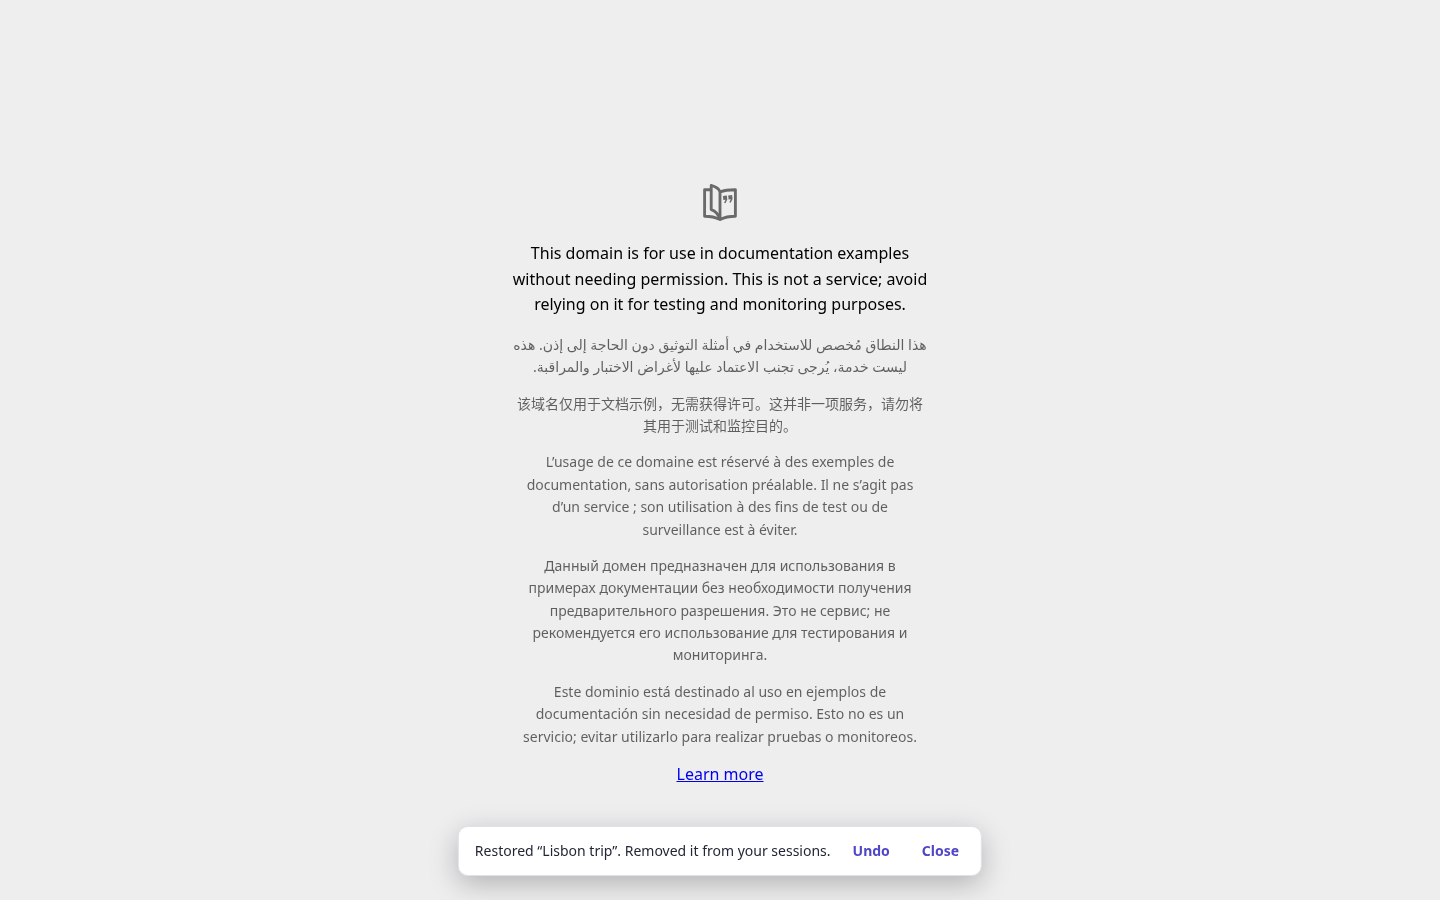 This domain is for use in documentation examples
without needing permission. This is not a service; avoid
relying on it for testing and monitoring purposes.
هذا النطاق مُخصص للاستخدام في أمثلة التوثيق دون الحاجة إلى إذن. هذه
ليست خدمة، يُرجى تجنب الاعتماد عليها لأغراض الاختبار والمراقبة.
该域名仅用于文档示例，无需获得许可。这并非一项服务，请勿将
其用于测试和监控目的。
L’usage de ce domaine est réservé à des exemples de
documentation, sans autorisation préalable. Il ne s’agit pas
d’un service ; son utilisation à des fins de test ou de
surveillance est à éviter.
Данный домен предназначен для использования в
примерах документации без необходимости получения
предварительного разрешения. Это не сервис; не
рекомендуется его использование для тестирования и
мониторинга.
Este dominio está destinado al uso en ejemplos de
documentación sin necesidad de permiso. Esto no es un
servicio; evitar utilizarlo para realizar pruebas o monitoreos.
Learn more
Restored “Lisbon trip”. Removed it from your sessions. Undo Close